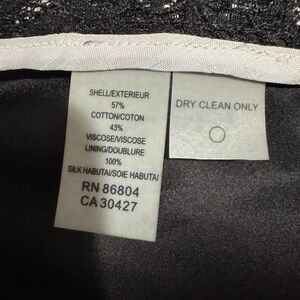 SHELL/EXTERIEUR
57%
COTTON/COTON
43%
VISCOSE/VISCOSE
LINING/DOUBLURE
100%
SILK HABUTAI/SOIE HABUTAI
RN 86804
CA 30427
DRY CLEAN ONLY